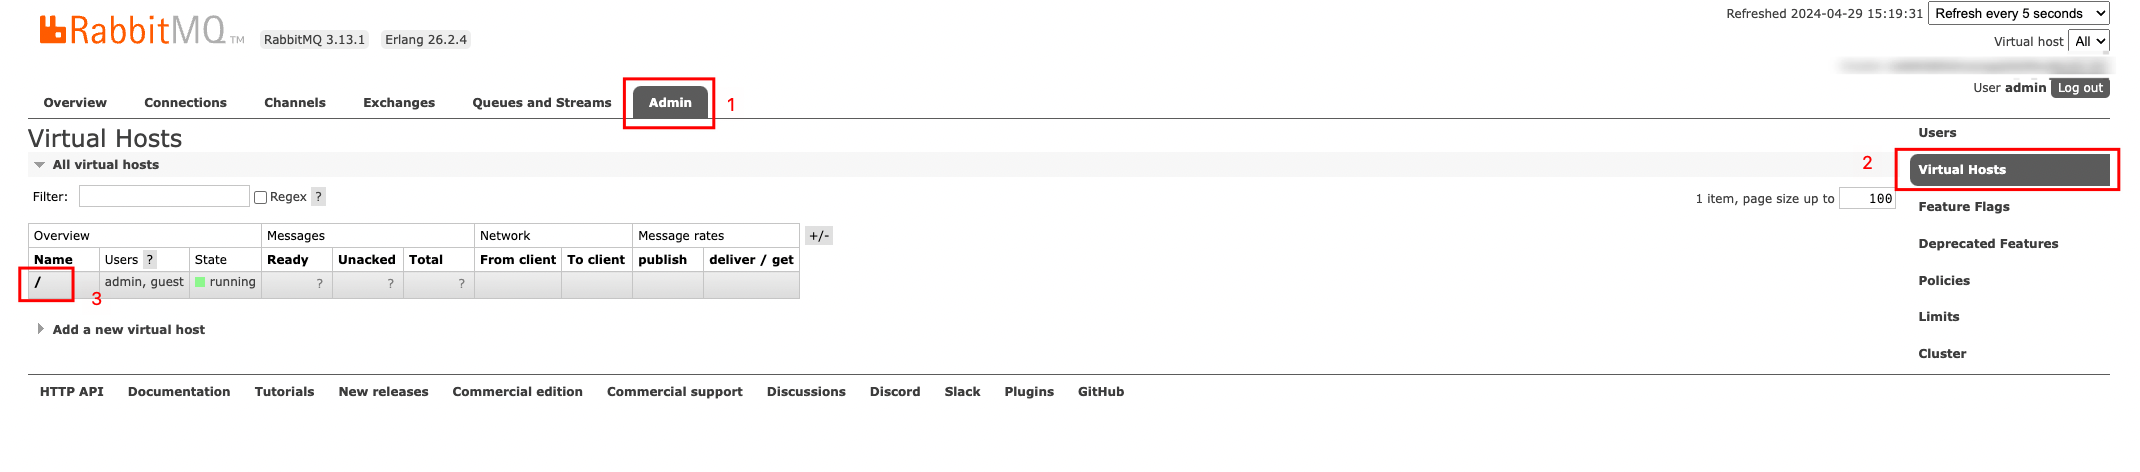 Refreshed 2024-04-29 15:19:31 Refresh every 5 seconds
RabbitMQ TM RabbitMQ 3.13.1 Erlang 26.2.4
Virtual host All
User admin Log out
Overview Connections Channels Exchanges Queues and Streams Admin 1
Virtual Hosts
All virtual hosts
Filter: Regex ?
1 item, page size up to 100
Overview Messages Network Message rates +/-
Name Users ? State Ready Unacked Total From client To client publish deliver / get
/ admin, guest running ? ? ?
3
Add a new virtual host
Users
2 Virtual Hosts
Feature Flags
Deprecated Features
Policies
Limits
Cluster
HTTP API Documentation Tutorials New releases Commercial edition Commercial support Discussions Discord Slack Plugins GitHub